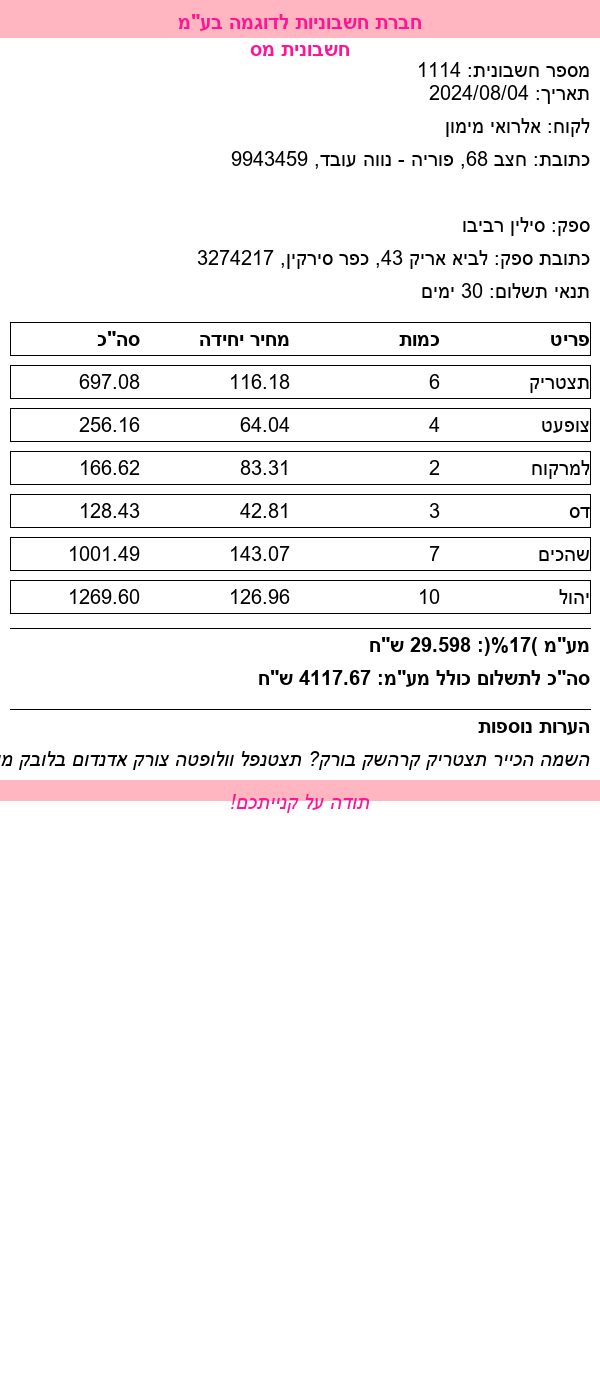 חברת חשבוניות לדוגמה בע"מ
חשבונית מס
מספר חשבונית: 1114
תאריך: 2024/08/04
לקוח: אלרואי מימון
כתובת: חצב 68, פוריה - נווה עובד, 9943459
ספק: סילין רביבו
כתובת ספק: לביא אריק 43, כפר סירקין, 3274217
תנאי תשלום: 30 ימים
פריט כמות מחיר יחידה סה"כ
תצטריק 6 116.18 697.08
צופעט 4 64.04 256.16
למרקוח 2 83.31 166.62
דס 3 42.81 128.43
שהכים 7 143.07 1001.49
יהול 10 126.96 1269.60
מע"מ )17%(: 29.598 ש"ח
סה"כ לתשלום כולל מע"מ: 4117.67 ש"ח
הערות נוספות
השמה הכייר תצטריק קרהשק בורק? תצטנפל וולופטה צורק אדנדום בלובק
תודה על קנייתכם!